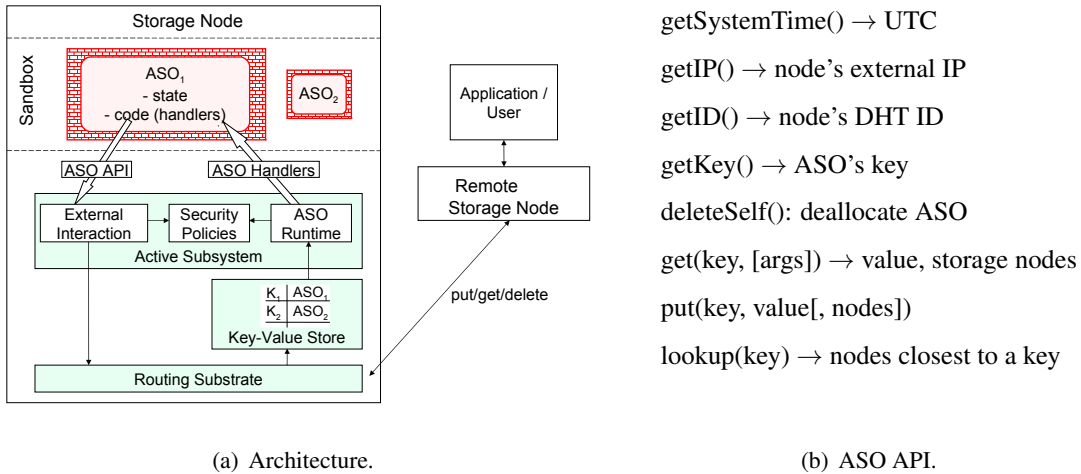 Storage Node
Sandbox
ASO1
- state
- code (handlers)
ASO2
ASO API
ASO Handlers
External
Interaction
Security
Policies
ASO
Runtime
Active Subsystem
K1 ASO1
K2 ASO2
Key-Value Store
Routing Substrate
Application /
User
Remote
Storage Node
put/get/delete
(a) Architecture.
getSystemTime() → UTC
getIP() → node's external IP
getID() → node's DHT ID
getKey() → ASO's key
deleteSelf(): deallocate ASO
get(key, [args]) → value, storage nodes
put(key, value[, nodes])
lookup(key) → nodes closest to a key
(b) ASO API.